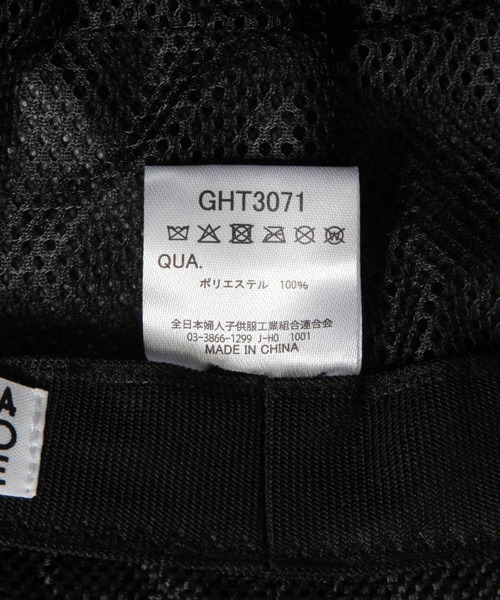 GHT3071
QUA.
ポリエステル 100%
全日本婦人子供服工業組合連合会
03-3866-1299 J-H0 1001
MADE IN CHINA
A